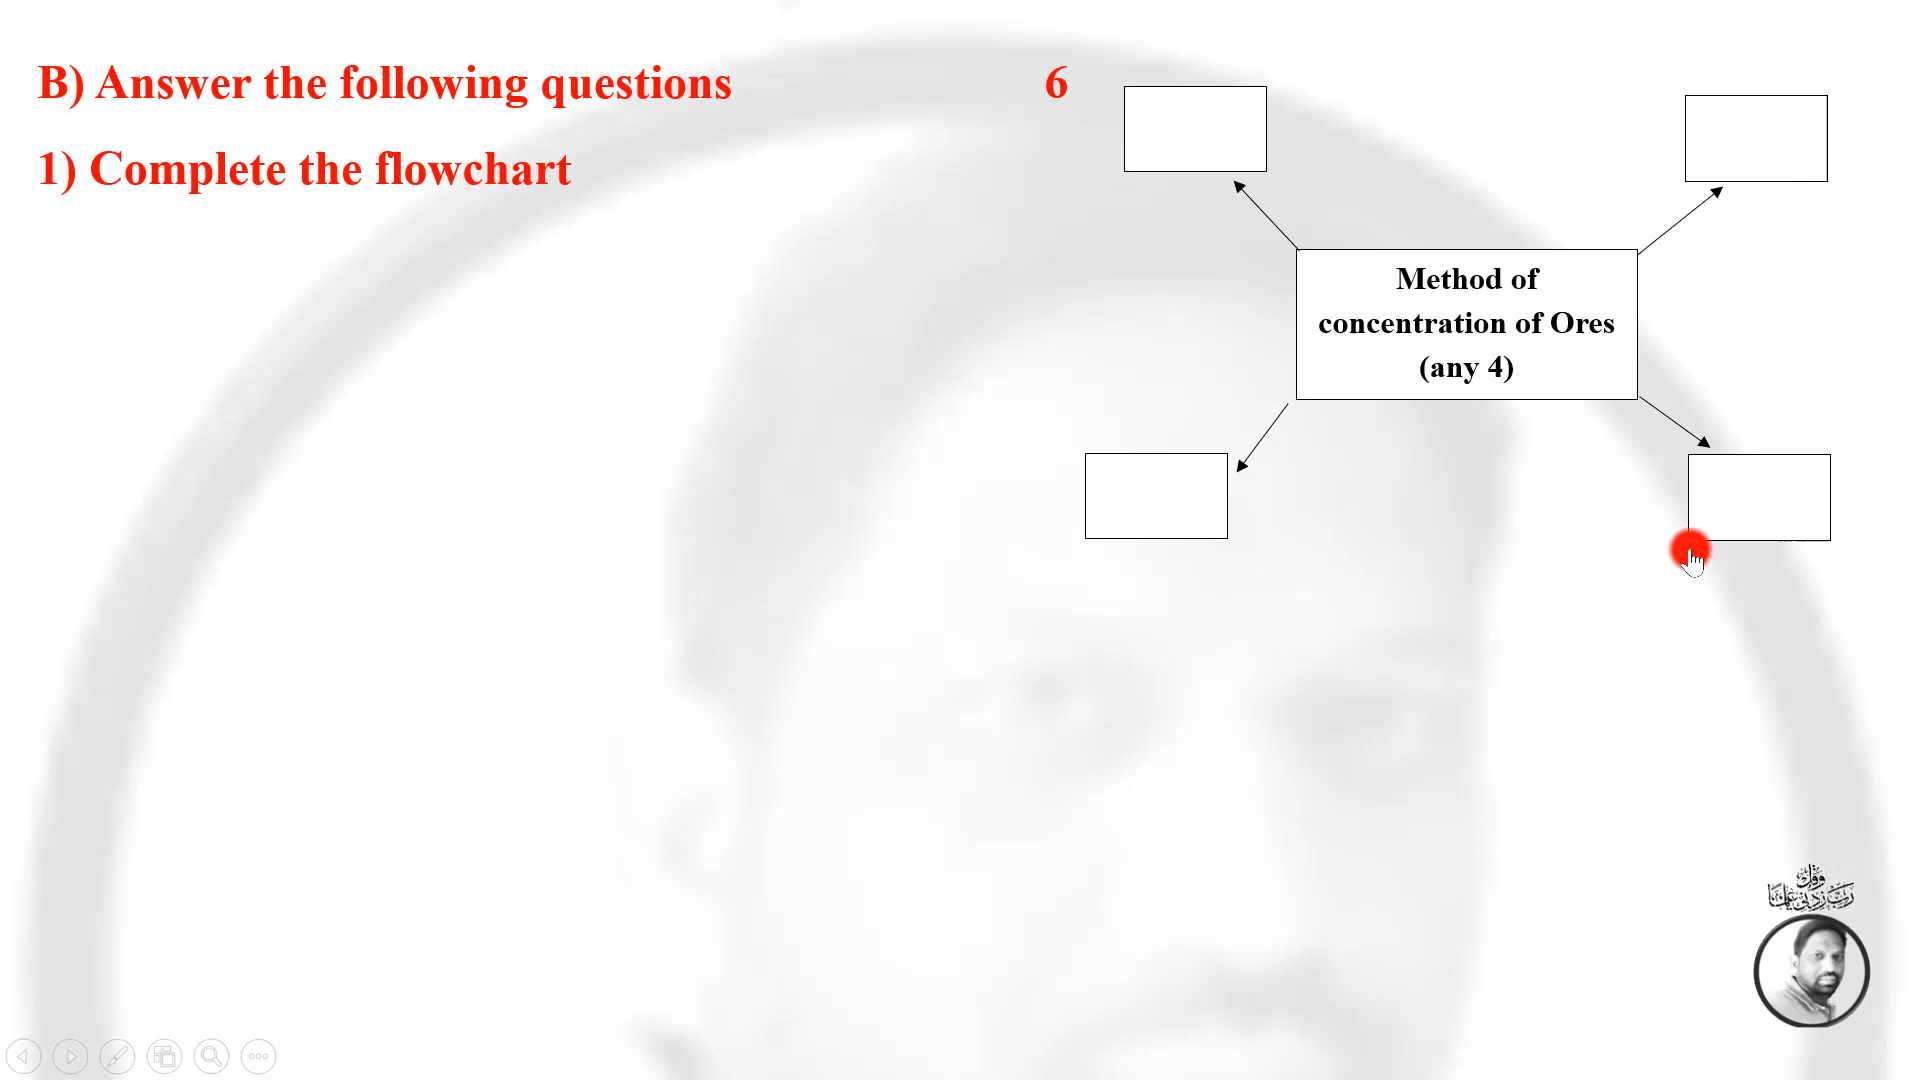 B) Answer the following questions 6
1) Complete the flowchart
Method of
concentration of Ores
(any 4)
وَقُل
رَبِّ زِدْنِي عِلْمًا